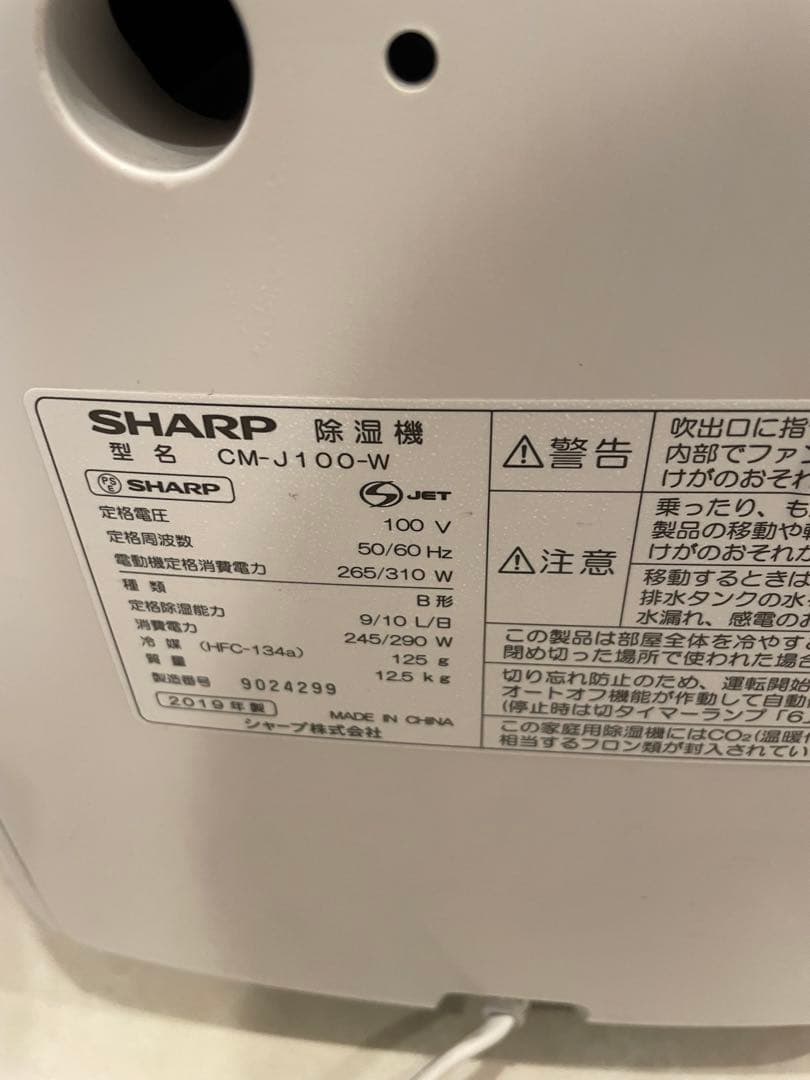 SHARP 除湿機
型名 CM-J100-W
PSE SHARP
S JET
定格電圧 100 V
定格周波数 50/60 Hz
電動機定格消費電力 265/310 W
種類 B形
定格除湿能力 9/10 L/日
消費電力 245/290 W
冷媒 (HFC-134a) 125 g
質量 12.5 kg
製造番号 9024299
2019年製 MADE IN CHINA
シャープ株式会社
⚠警告
吹出口に指
内部でファン
けがのおそれ
⚠注意
乗ったり、も
製品の移動や
けがのおそれ
移動するときは
排水タンクの水
水漏れ、感電のお
この製品は部屋全体を冷やす
閉め切った場所で使われた場合
切り忘れ防止のため、運転開始
オートオフ機能が作動して自動
(停止時は切タイマーランプ「6」
この家庭用除湿機にはCO₂(温暖
相当するフロン類が封入されてい